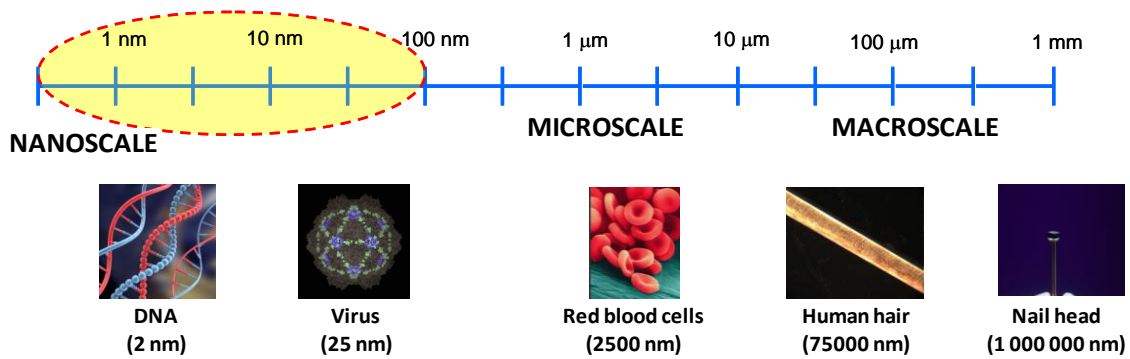 1 nm 10 nm 100 nm 1 μm 10 μm 100 μm 1 mm
NANOSCALE MICROSCALE MACROSCALE
DNA
(2 nm)
Virus
(25 nm)
Red blood cells
(2500 nm)
Human hair
(75000 nm)
Nail head
(1 000 000 nm)